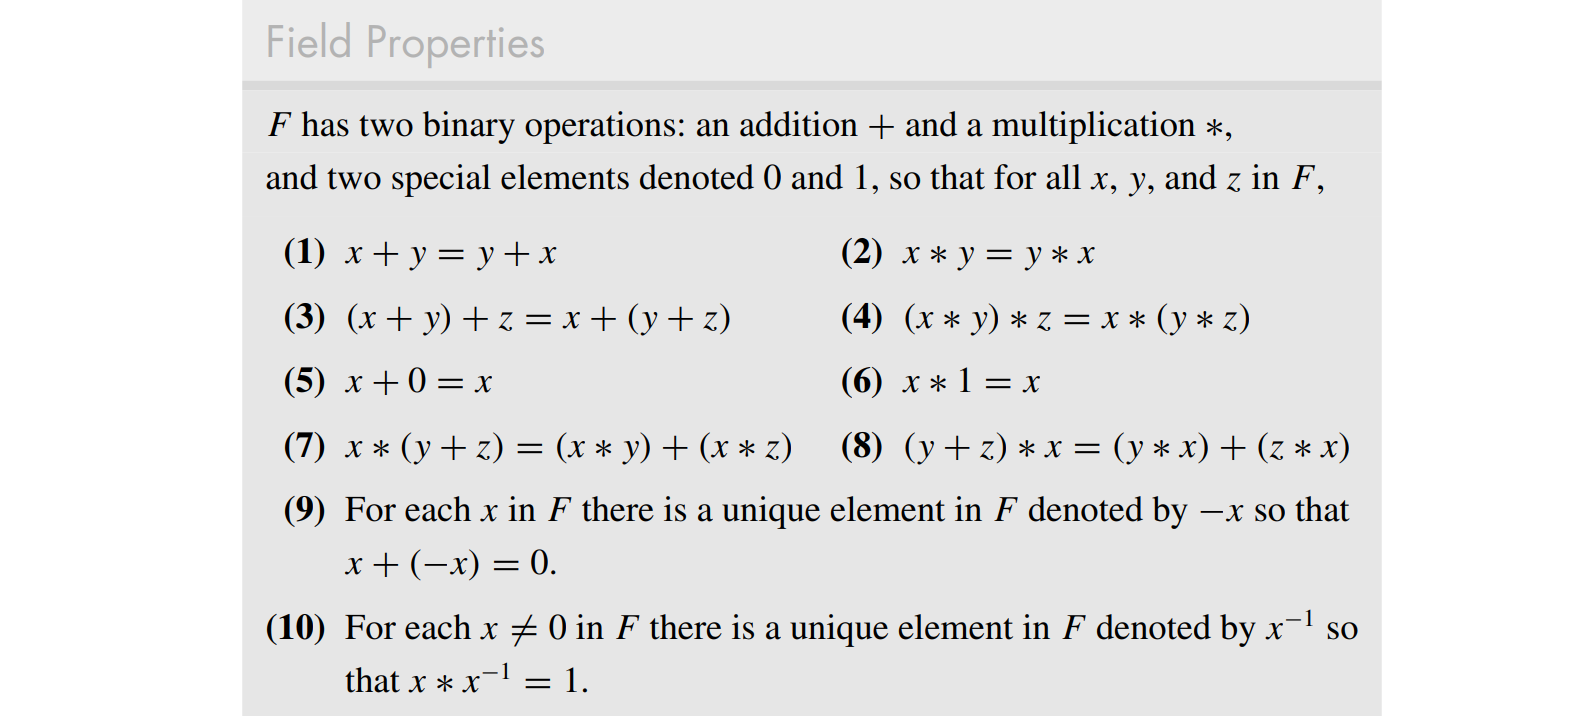 Field Properties
F has two binary operations: an addition + and a multiplication ∗,
and two special elements denoted 0 and 1, so that for all x, y, and z in F,
(1) x + y = y + x (2) x ∗ y = y ∗ x
(3) (x + y) + z = x + (y + z) (4) (x ∗ y) ∗ z = x ∗ (y ∗ z)
(5) x + 0 = x (6) x ∗ 1 = x
(7) x ∗ (y + z) = (x ∗ y) + (x ∗ z) (8) (y + z) ∗ x = (y ∗ x) + (z ∗ x)
(9) For each x in F there is a unique element in F denoted by −x so that
x + (−x) = 0.
(10) For each x ≠ 0 in F there is a unique element in F denoted by x⁻¹ so
that x ∗ x⁻¹ = 1.